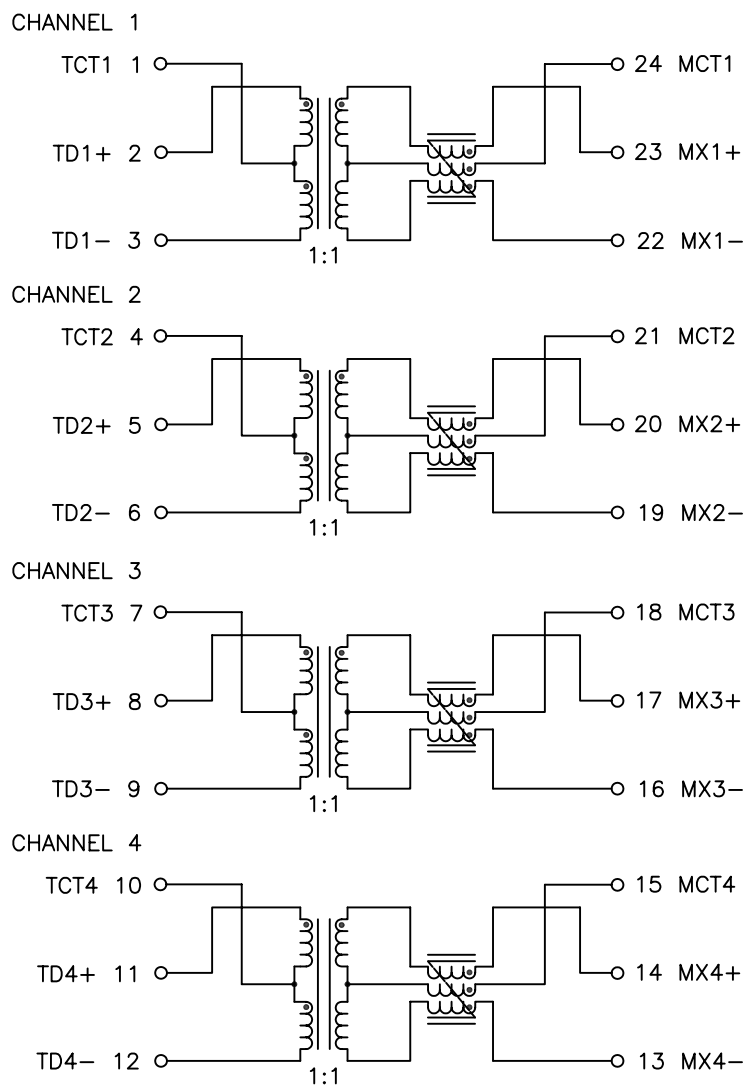 CHANNEL 1
TCT1 1 24 MCT1
TD1+ 2 23 MX1+
TD1- 3 22 MX1-
1:1
CHANNEL 2
TCT2 4 21 MCT2
TD2+ 5 20 MX2+
TD2- 6 19 MX2-
1:1
CHANNEL 3
TCT3 7 18 MCT3
TD3+ 8 17 MX3+
TD3- 9 16 MX3-
1:1
CHANNEL 4
TCT4 10 15 MCT4
TD4+ 11 14 MX4+
TD4- 12 13 MX4-
1:1